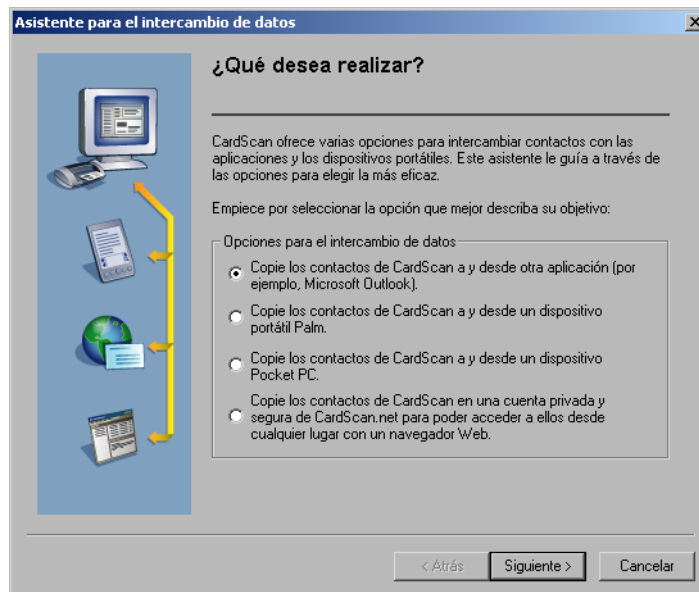 Asistente para el intercambio de datos
¿Qué desea realizar?
CardScan ofrece varias opciones para intercambiar contactos con las
aplicaciones y los dispositivos portátiles. Este asistente le guía a través de
las opciones para elegir la más eficaz.
Empiece por seleccionar la opción que mejor describa su objetivo:
Opciones para el intercambio de datos
Copie los contactos de CardScan a y desde otra aplicación (por
ejemplo, Microsoft Outlook).
Copie los contactos de CardScan a y desde un dispositivo
portátil Palm.
Copie los contactos de CardScan a y desde un dispositivo
Pocket PC.
Copie los contactos de CardScan en una cuenta privada y
segura de CardScan.net para poder acceder a ellos desde
cualquier lugar con un navegador Web.
< Atrás Siguiente > Cancelar